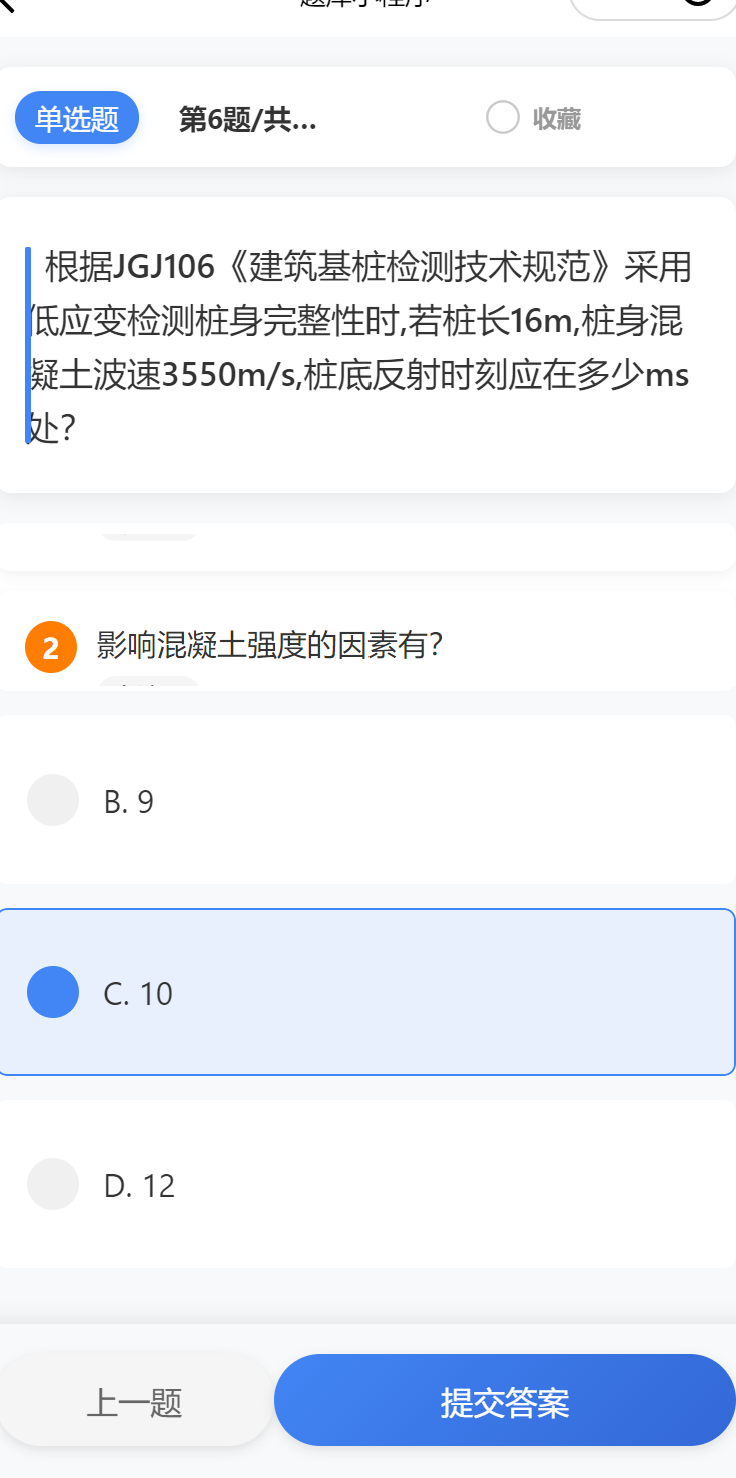 单选题
第6题/共...
收藏
根据JGJ106《建筑基桩检测技术规范》采用
低应变检测桩身完整性时,若桩长16m,桩身混
凝土波速3550m/s,桩底反射时刻应在多少ms
处?
2
影响混凝土强度的因素有?
B. 9
C. 10
D. 12
上一题
提交答案